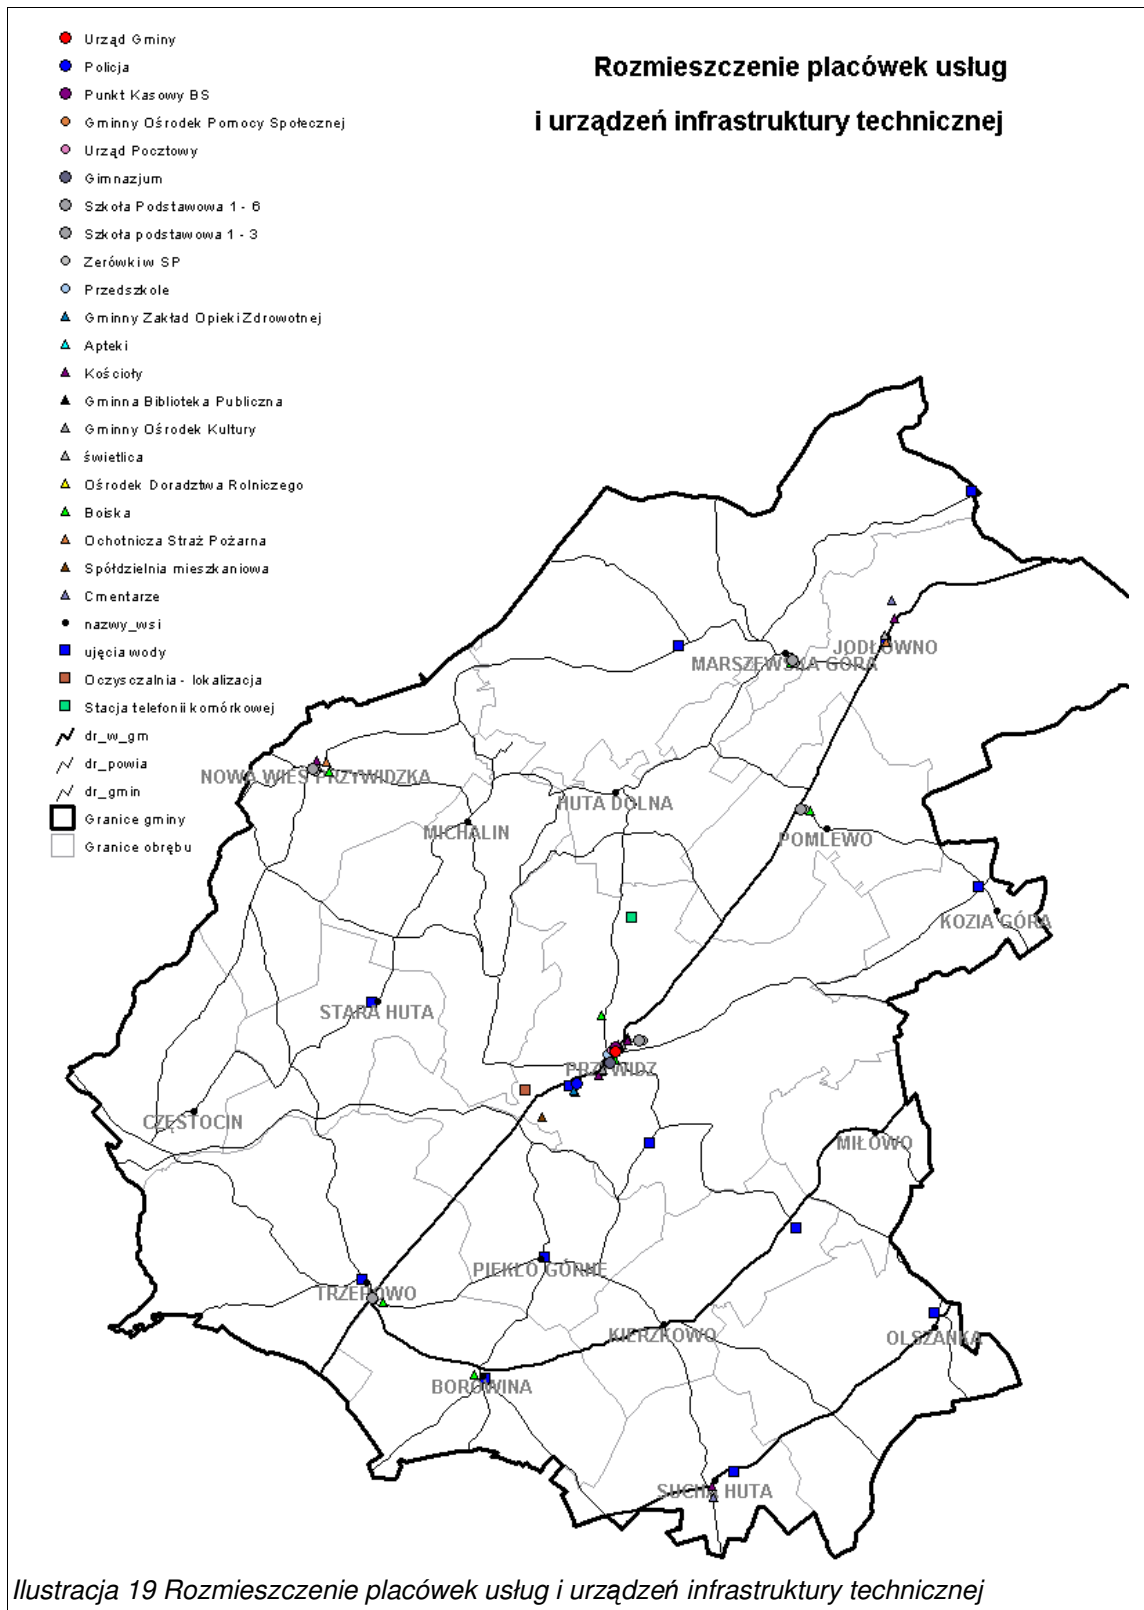 Rozmieszczenie placówek usług
i urządzeń infrastruktury technicznej
Urząd Gminy
Policja
Punkt Kasowy BS
Gminny Ośrodek Pomocy Społecznej
Urząd Pocztowy
Gimnazjum
Szkoła Podstawowa 1 - 6
Szkoła podstawowa 1 - 3
Zerówki w SP
Przedszkole
Gminny Zakład Opieki Zdrowotnej
Apteki
Kościoły
Gminna Biblioteka Publiczna
Gminny Ośrodek Kultury
świetlica
Ośrodek Doradztwa Rolniczego
Boiska
Ochotnicza Straż Pożarna
Spółdzielnia mieszkaniowa
Cmentarze
nazwy_wsi
ujęcia wody
Oczysczalnia - lokalizacja
Stacja telefonii komórkowej
dr_w_gm
dr_powia
dr_gmin
Granice gminy
Granice obrębu
JODŁOWNO
MARSZEWSKA GÓRA
NOWA WIEŚ PRZYWIDZKA
HUTA DOLNA
MICHALIN
POMLEWO
KOZIA GÓRA
STARA HUTA
PRZYWIDZ
CZĘSTOCIN
MIŁOWO
PIEKŁO GÓRNE
TRZEPOWO
KIERZKOWO
OLSZANKA
BOROWINA
SUCHA HUTA
Ilustracja 19 Rozmieszczenie placówek usług i urządzeń infrastruktury technicznej